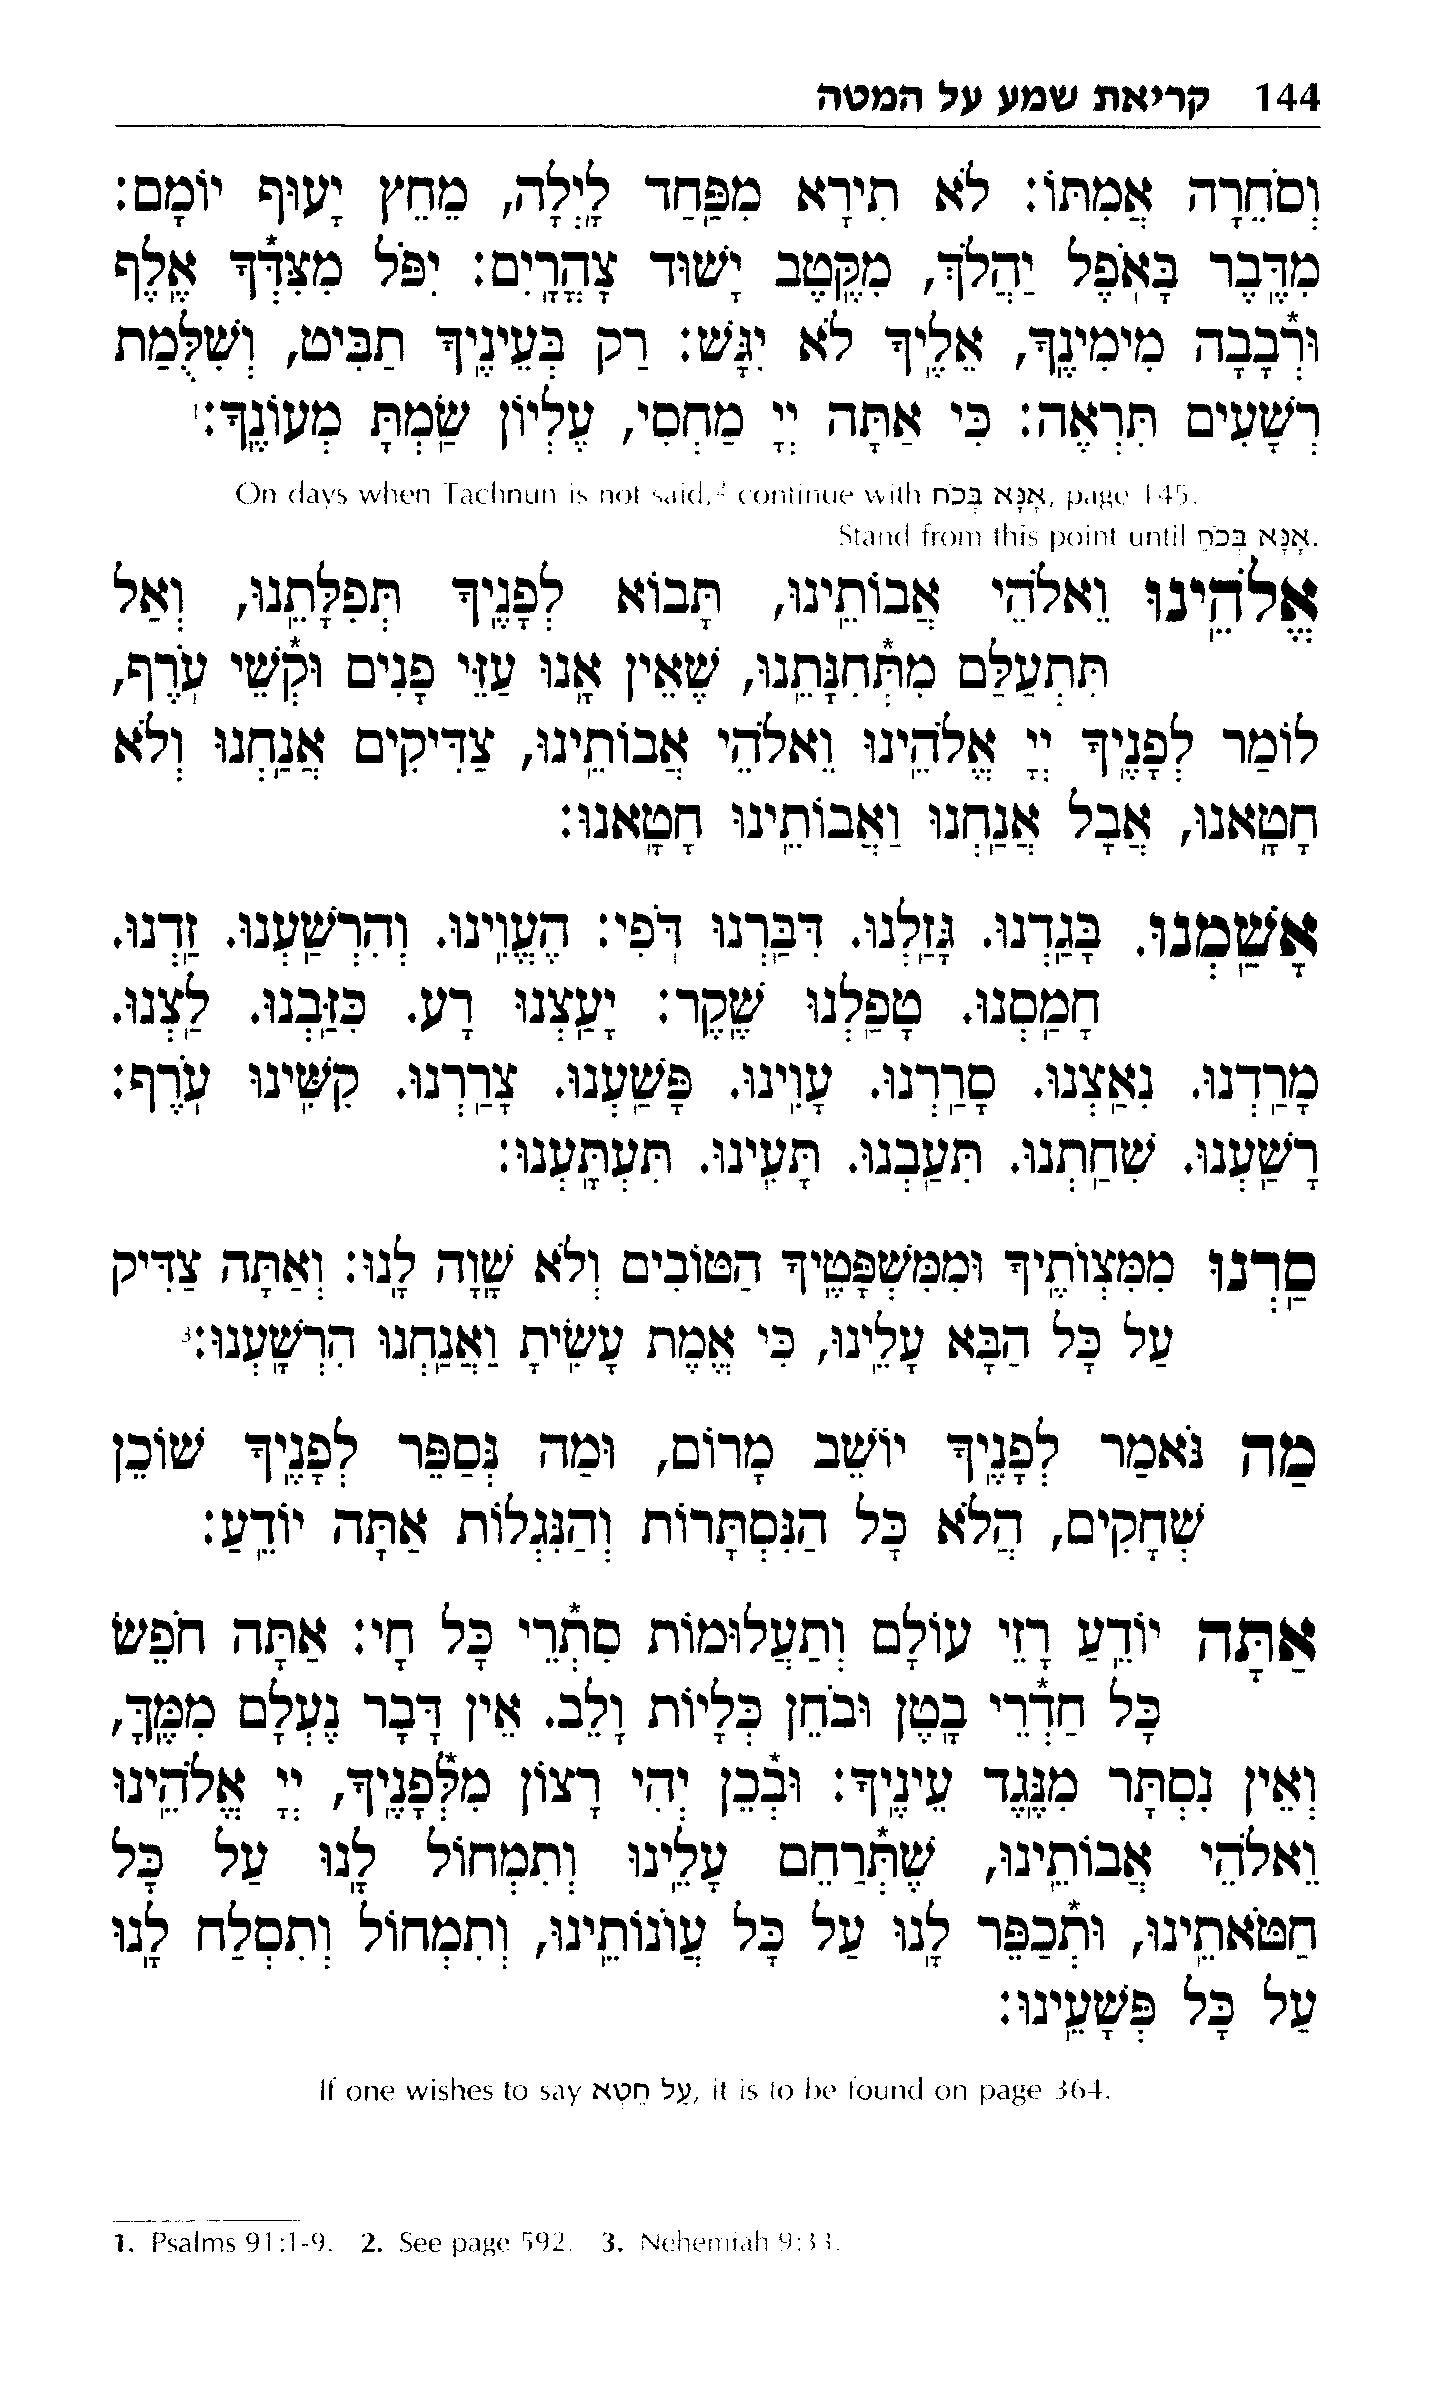 144 קריאת שמע על המטה
וְסֹחֵרָה אֲמִתּוֹ: לֹא תִירָא מִפַּחַד לָיְלָה, מֵחֵץ יָעוּף יוֹמָם:
מִדֶּבֶר בָּאֹפֶל יַהֲלֹךְ, מִקֶּטֶב יָשׁוּד צָהֳרָיִם: יִפֹּל מִצִּדְּךָ אֶלֶף
וּרְבָבָה מִימִינֶךָ, אֵלֶיךָ לֹא יִגָּשׁ: רַק בְּעֵינֶיךָ תַבִּיט, וְשִׁלֻּמַת
רְשָׁעִים תִּרְאֶה: כִּי אַתָּה יְיָ מַחְסִי, עֶלְיוֹן שַׂמְתָּ מְעוֹנֶךָ:¹
On days when Tachnun is not said,² continue with אָנָּא בְּכֹחַ, page 145.
Stand from this point until אָנָּא בְּכֹחַ.
אֱלֹהֵינוּ וֵאלֹהֵי אֲבוֹתֵינוּ, תָּבוֹא לְפָנֶיךָ תְּפִלָּתֵנוּ, וְאַל
תִּתְעַלַּם מִתְּחִנָּתֵנוּ, שֶׁאֵין אָנוּ עַזֵּי פָנִים וּקְשֵׁי עֹרֶף,
לוֹמַר לְפָנֶיךָ יְיָ אֱלֹהֵינוּ וֵאלֹהֵי אֲבוֹתֵינוּ, צַדִּיקִים אֲנַחְנוּ וְלֹא
חָטָאנוּ, אֲבָל אֲנַחְנוּ וַאֲבוֹתֵינוּ חָטָאנוּ:
אָשַׁמְנוּ. בָּגַדְנוּ. גָּזַלְנוּ. דִּבַּרְנוּ דֹּפִי: הֶעֱוִינוּ. וְהִרְשַׁעְנוּ. זַדְנוּ.
חָמַסְנוּ. טָפַלְנוּ שֶׁקֶר: יָעַצְנוּ רָע. כִּזַּבְנוּ. לַצְנוּ.
מָרַדְנוּ. נִאַצְנוּ. סָרַרְנוּ. עָוִינוּ. פָּשַׁעְנוּ. צָרַרְנוּ. קִשִּׁינוּ עֹרֶף:
רָשַׁעְנוּ. שִׁחַתְנוּ. תִּעַבְנוּ. תָּעִינוּ. תִּעְתָּעְנוּ:
סַרְנוּ מִמִּצְוֹתֶיךָ וּמִמִּשְׁפָּטֶיךָ הַטּוֹבִים וְלֹא שָׁוָה לָנוּ: וְאַתָּה צַדִּיק
עַל כָּל הַבָּא עָלֵינוּ, כִּי אֱמֶת עָשִׂיתָ וַאֲנַחְנוּ הִרְשָׁעְנוּ:³
מַה נֹּאמַר לְפָנֶיךָ יוֹשֵׁב מָרוֹם, וּמַה נְּסַפֵּר לְפָנֶיךָ שׁוֹכֵן
שְׁחָקִים, הֲלֹא כָּל הַנִּסְתָּרוֹת וְהַנִּגְלוֹת אַתָּה יוֹדֵעַ:
אַתָּה יוֹדֵעַ רָזֵי עוֹלָם וְתַעֲלוּמוֹת סִתְרֵי כָּל חָי: אַתָּה חֹפֵשׂ
כָּל חַדְרֵי בָטֶן וּבֹחֵן כְּלָיוֹת וָלֵב. אֵין דָּבָר נֶעְלָם מִמֶּךָּ,
וְאֵין נִסְתָּר מִנֶּגֶד עֵינֶיךָ: וּבְכֵן יְהִי רָצוֹן מִלְּפָנֶיךָ, יְיָ אֱלֹהֵינוּ
וֵאלֹהֵי אֲבוֹתֵינוּ, שֶׁתְּרַחֵם עָלֵינוּ וְתִמְחוֹל לָנוּ עַל כָּל
חַטֹּאתֵינוּ, וּתְכַפֵּר לָנוּ עַל כָּל עֲוֹנוֹתֵינוּ, וְתִמְחוֹל וְתִסְלַח לָנוּ
עַל כָּל פְּשָׁעֵינוּ:
If one wishes to say עַל חֵטְא, it is to be found on page 364.
1. Psalms 91:1-9. 2. See page 592. 3. Nehemiah 9:33.